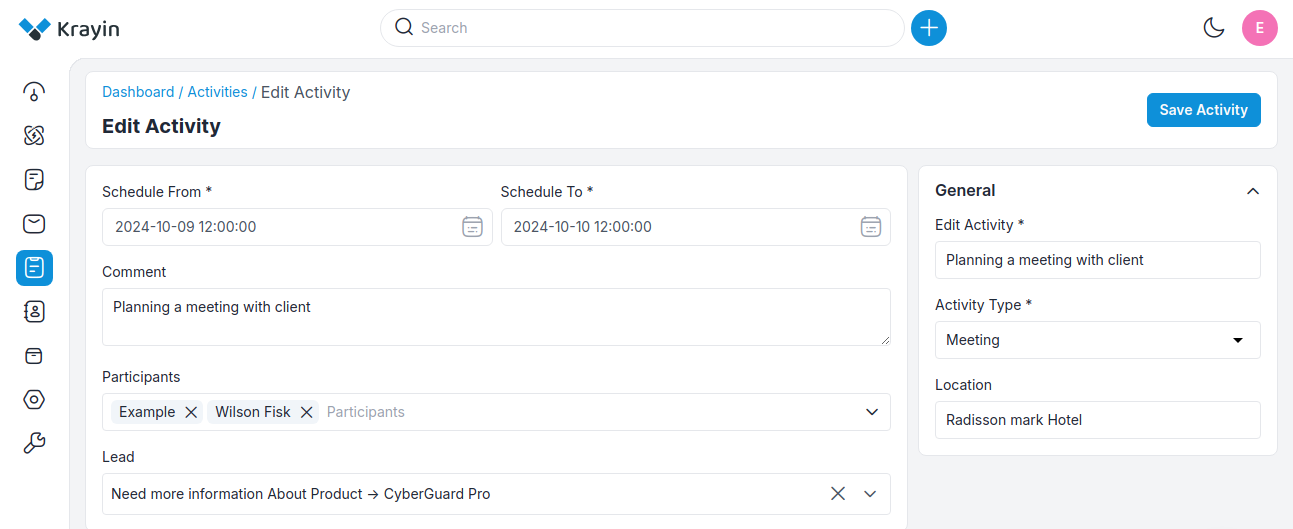 Krayin
Search
E
Dashboard / Activities / Edit Activity
Edit Activity
Save Activity
Schedule From *
Schedule To *
2024-10-09 12:00:00
2024-10-10 12:00:00
Comment
Planning a meeting with client
Participants
Example Wilson Fisk Participants
Lead
Need more information About Product → CyberGuard Pro
General
Edit Activity *
Planning a meeting with client
Activity Type *
Meeting
Location
Radisson mark Hotel